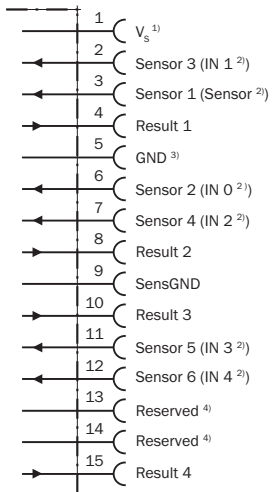 1 Vs 1)
2 Sensor 3 (IN 1 2))
3 Sensor 1 (Sensor 2))
4 Result 1
5 GND 3)
6 Sensor 2 (IN 0 2))
7 Sensor 4 (IN 2 2))
8 Result 2
9 SensGND
10 Result 3
11 Sensor 5 (IN 3 2))
12 Sensor 6 (IN 4 2))
13 Reserved 4)
14 Reserved 4)
15 Result 4